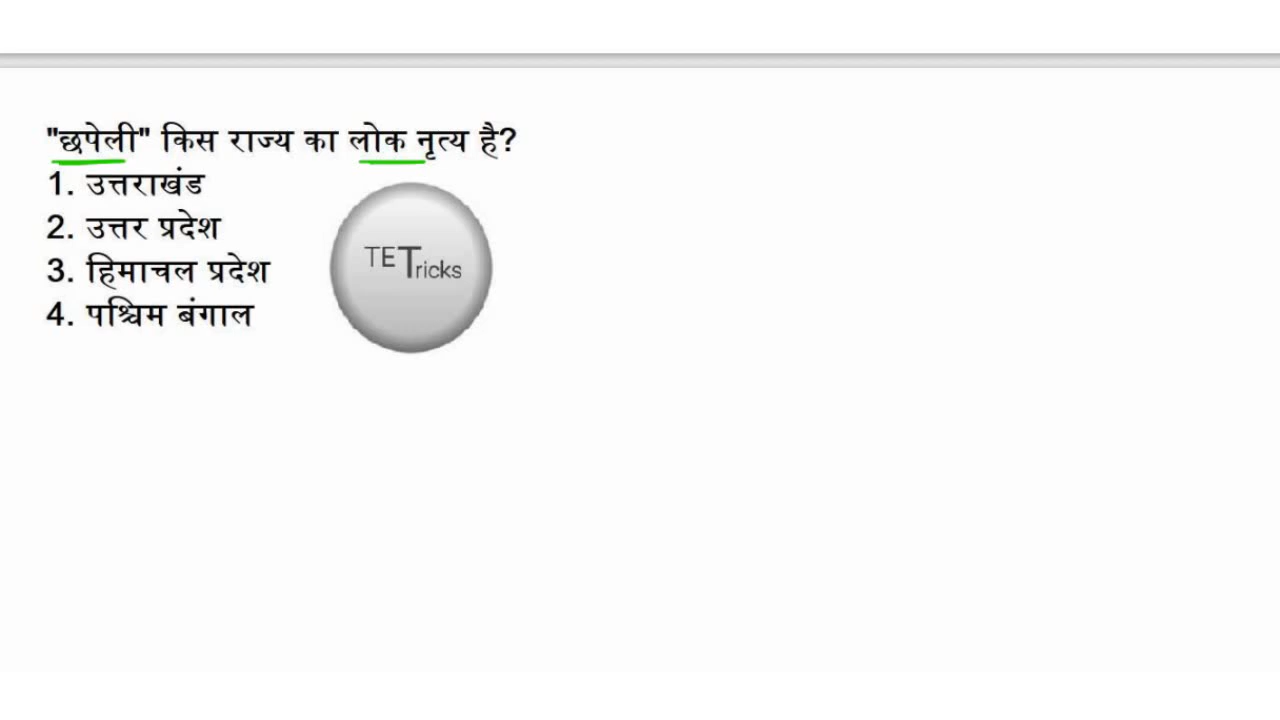 "छपेली" किस राज्य का लोक नृत्य है?
1. उत्तराखंड
2. उत्तर प्रदेश
3. हिमाचल प्रदेश
4. पश्चिम बंगाल
TETricks